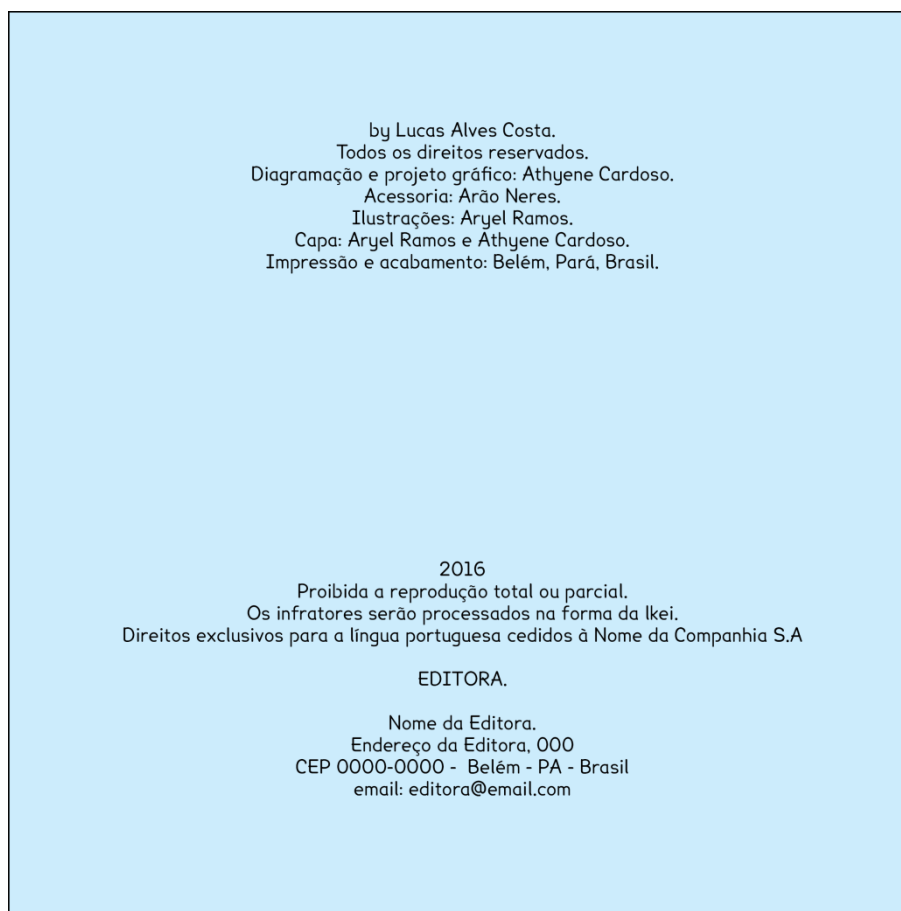 by Lucas Alves Costa.
Todos os direitos reservados.
Diagramação e projeto gráfico: Athyene Cardoso.
Acessoria: Arão Neres.
Ilustrações: Aryel Ramos.
Capa: Aryel Ramos e Athyene Cardoso.
Impressão e acabamento: Belém, Pará, Brasil.
2016
Proibida a reprodução total ou parcial.
Os infratores serão processados na forma da lkei.
Direitos exclusivos para a língua portuguesa cedidos à Nome da Companhia S.A
EDITORA.
Nome da Editora.
Endereço da Editora, 000
CEP 0000-0000 - Belém - PA - Brasil
email: editora@email.com